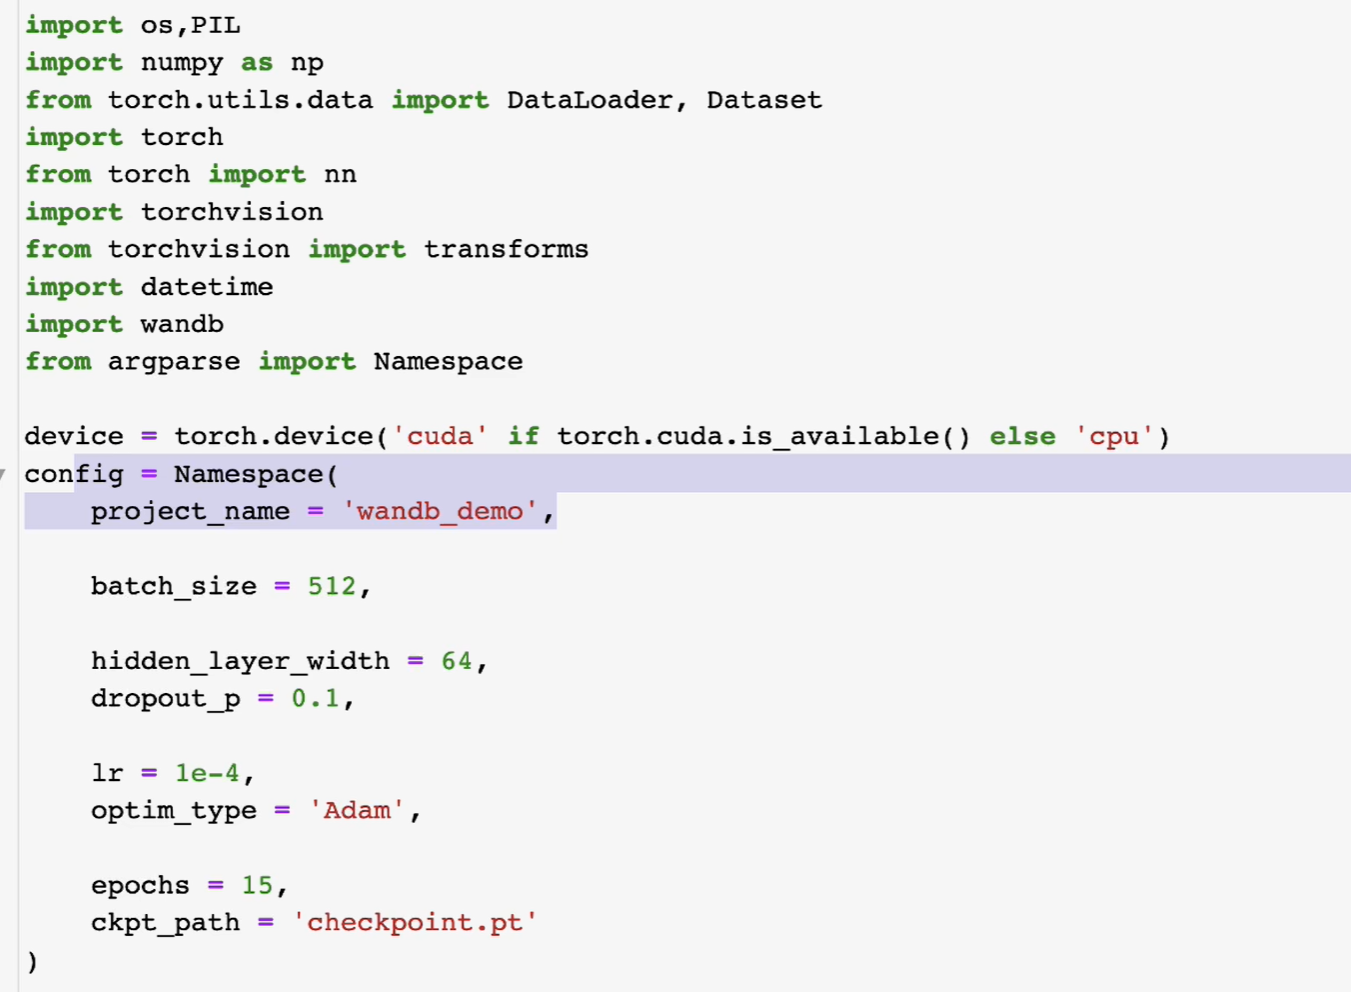 import os,PIL
import numpy as np
from torch.utils.data import DataLoader, Dataset
import torch
from torch import nn
import torchvision
from torchvision import transforms
import datetime
import wandb
from argparse import Namespace

device = torch.device('cuda' if torch.cuda.is_available() else 'cpu')
config = Namespace(
    project_name = 'wandb_demo',

    batch_size = 512,

    hidden_layer_width = 64,
    dropout_p = 0.1,

    lr = 1e-4,
    optim_type = 'Adam',

    epochs = 15,
    ckpt_path = 'checkpoint.pt'
)